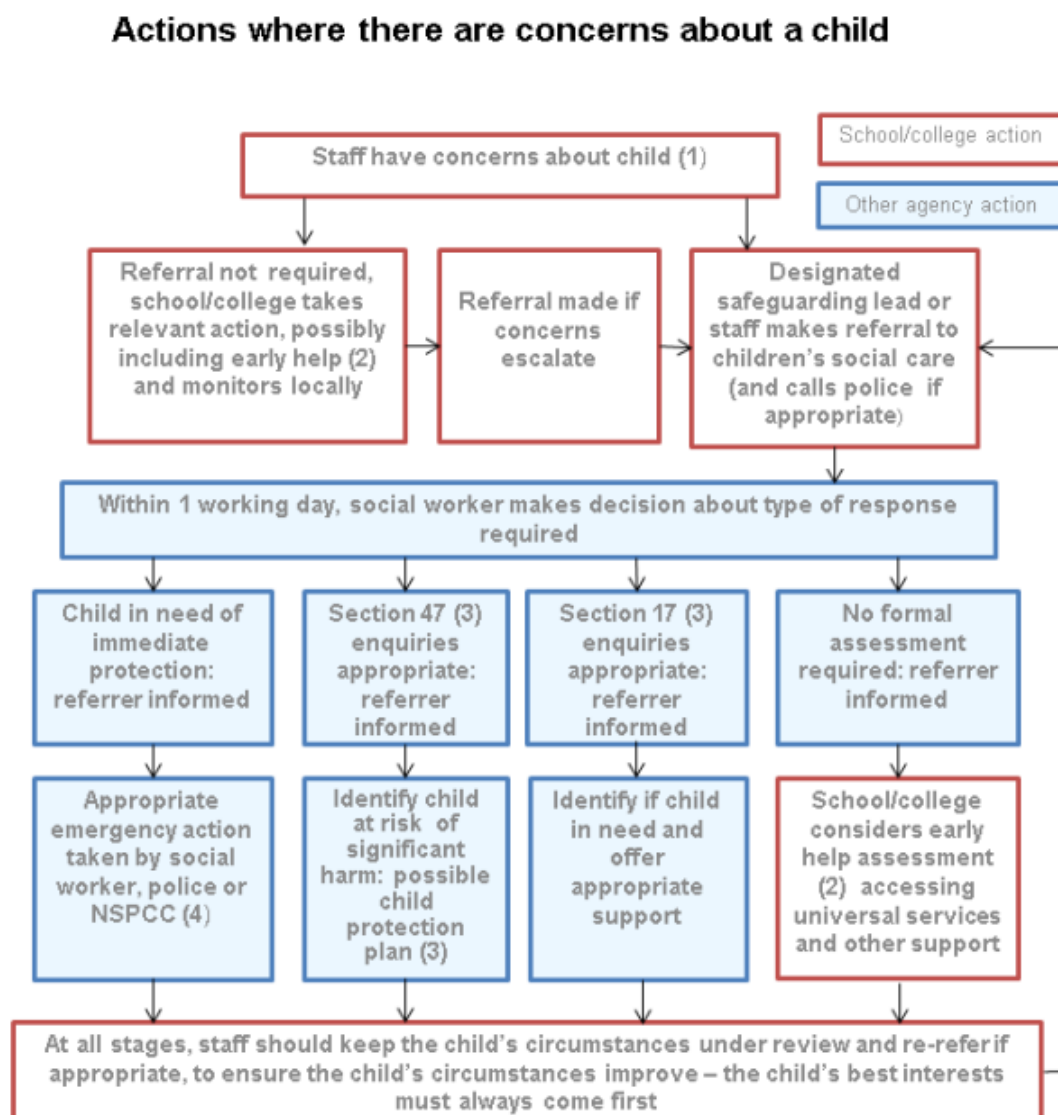 Actions where there are concerns about a child
School/college action
Staff have concerns about child (1)
Other agency action
Referral not required,
school/college takes
relevant action, possibly
including early help (2)
and monitors locally
Referral made if
concerns
escalate
Designated
safeguarding lead or
staff makes referral to
children’s social care
(and calls police if
appropriate)
Within 1 working day, social worker makes decision about type of response
required
Child in need of
immediate
protection:
referrer informed
Section 47 (3)
enquiries
appropriate:
referrer
informed
Section 17 (3)
enquiries
appropriate:
referrer
informed
No formal
assessment
required: referrer
informed
Appropriate
emergency action
taken by social
worker, police or
NSPCC (4)
Identify child
at risk of
significant
harm: possible
child
protection
plan (3)
Identify if child
in need and
offer
appropriate
support
School/college
considers early
help assessment
(2) accessing
universal services
and other support
At all stages, staff should keep the child’s circumstances under review and re-refer if
appropriate, to ensure the child’s circumstances improve – the child’s best interests
must always come first